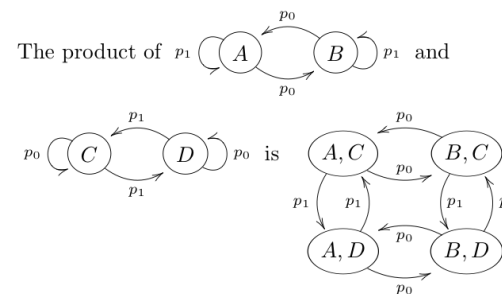 p₀
The product of p₁ A B p₁ and
p₀
p₁ p₀
p₀ C D p₀ is A, C B, C
p₁ p₀
p₁ p₁ p₁
p₀
A, D B, D
p₀